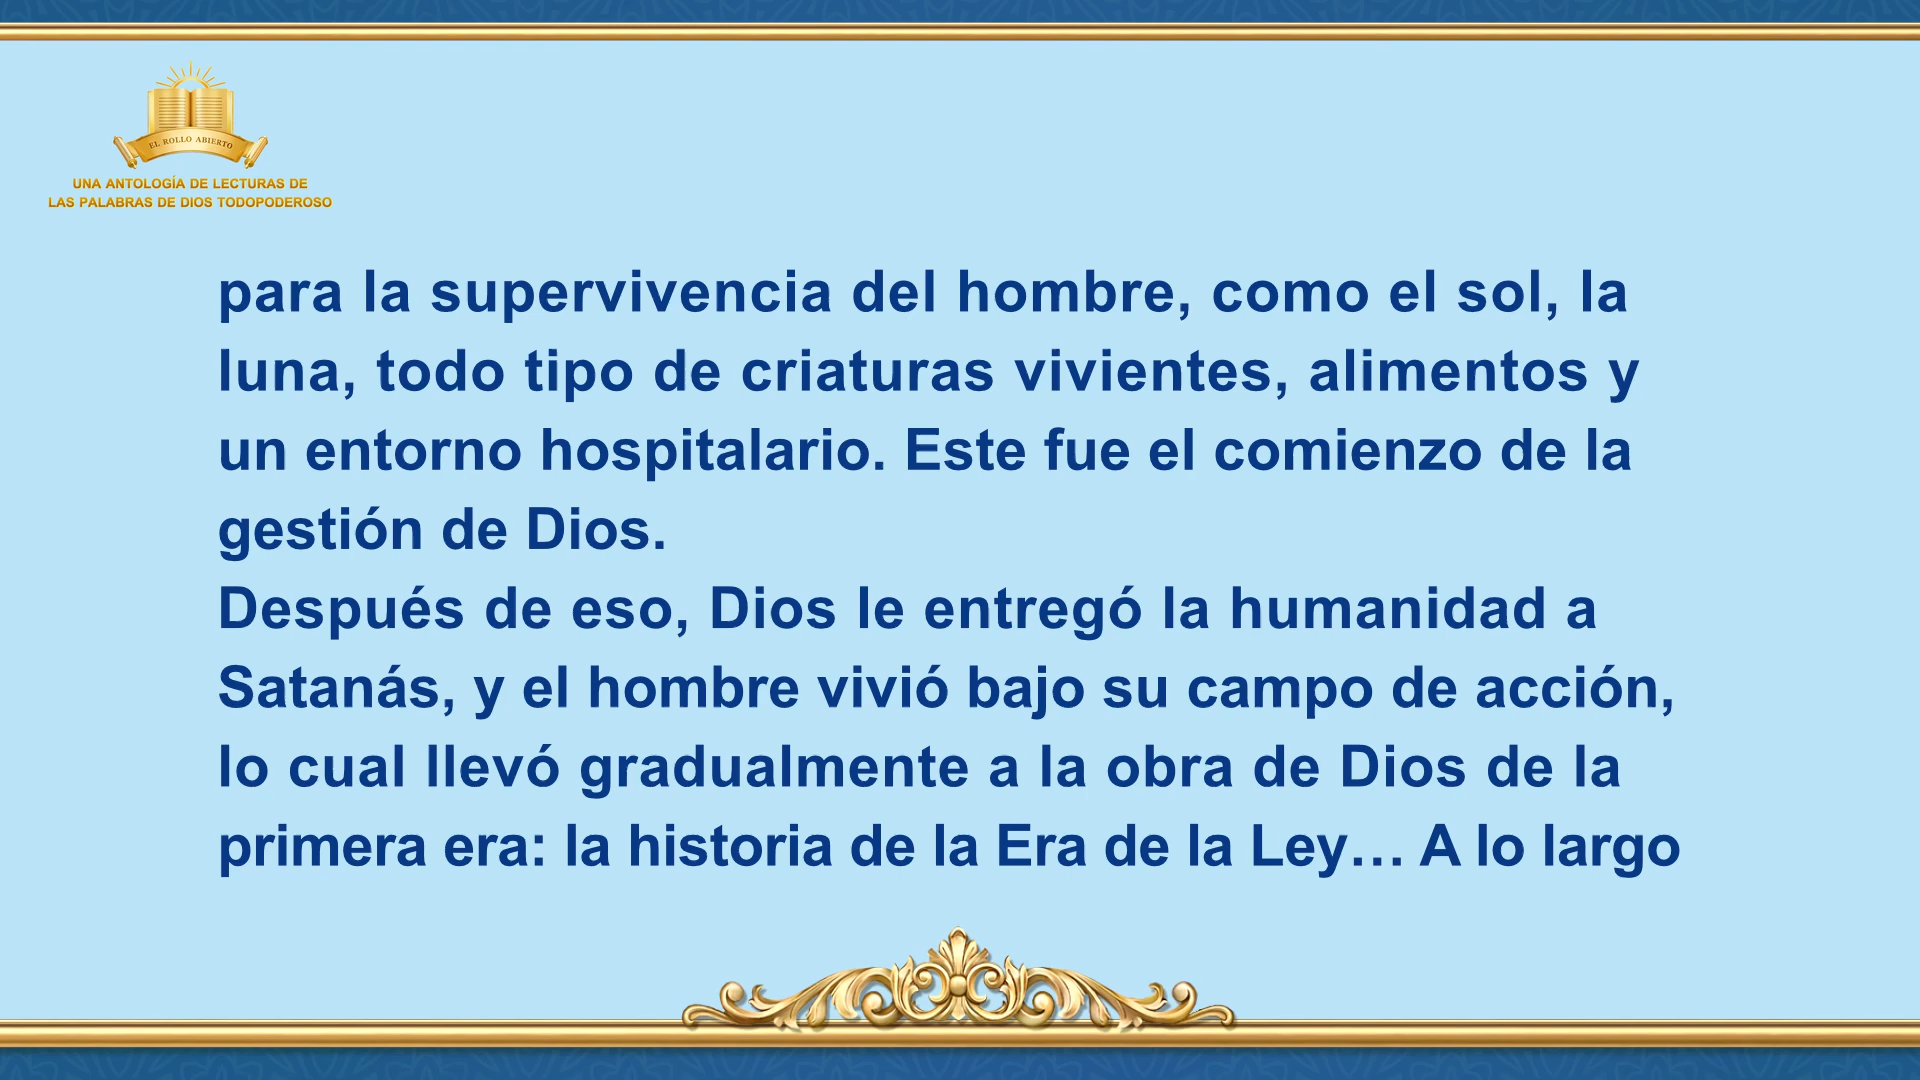 EL ROLLO ABIERTO
UNA ANTOLOGÍA DE LECTURAS DE
LAS PALABRAS DE DIOS TODOPODEROSO
para la supervivencia del hombre, como el sol, la
luna, todo tipo de criaturas vivientes, alimentos y
un entorno hospitalario. Este fue el comienzo de la
gestión de Dios.
Después de eso, Dios le entregó la humanidad a
Satanás, y el hombre vivió bajo su campo de acción,
lo cual llevó gradualmente a la obra de Dios de la
primera era: la historia de la Era de la Ley… A lo largo